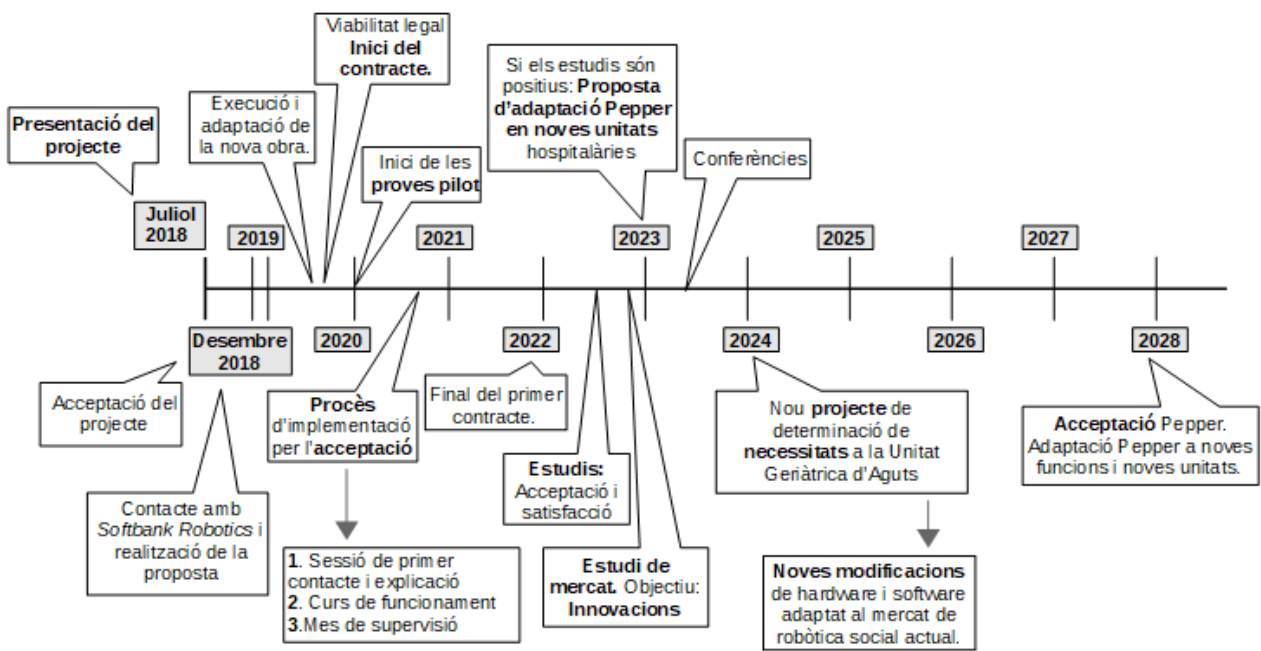 Presentació del
projecte
Execució i
adaptació de
la nova obra.
Viabilitat legal
Inici del
contracte.
Inici de les
proves pilot
Si els estudis són
positius: Proposta
d'adaptació Pepper
en noves unitats
hospitalàries
Conferències
Juliol
2018
2019
2021
2023
2025
2027
Desembre
2018
2020
2022
2024
2026
2028
Acceptació del
projecte
Contacte amb
Softbank Robotics i
realització de la
proposta
Procès
d'implementació
per l'acceptació
1. Sessió de primer
contacte i explicació
2. Curs de funcionament
3.Mes de supervisió
Final del primer
contracte.
Estudis:
Acceptació i
satisfacció
Estudi de
mercat. Objectiu:
Innovacions
Nou projecte de
determinació de
necessitats a la Unitat
Geriàtrica d'Aguts
Noves modificacions
de hardware i software
adaptat al mercat de
robòtica social actual.
Acceptació Pepper.
Adaptació Pepper a noves
funcions i noves unitats.